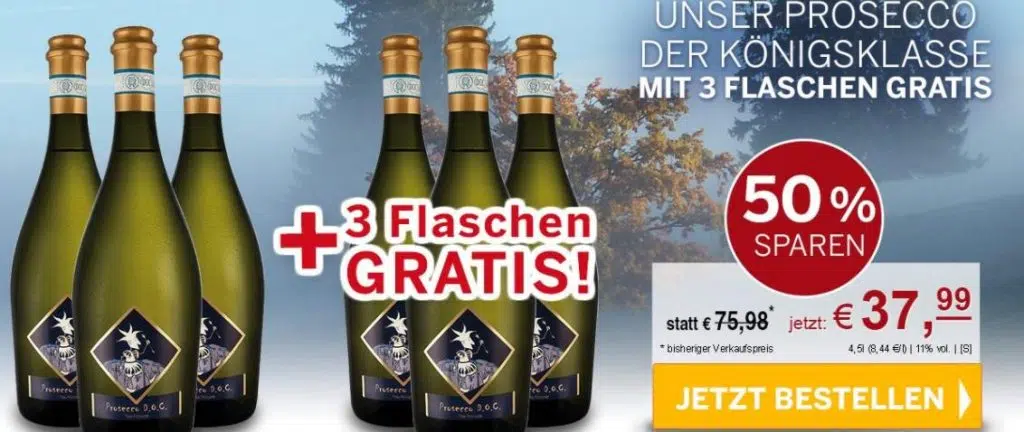 UNSER PROSECCO
DER KÖNIGSKLASSE
MIT 3 FLASCHEN GRATIS
+ 3 Flaschen
GRATIS!
50 %
SPAREN
statt € 75,98* jetzt: € 37,99
* bisheriger Verkaufspreis
4,5l (8,44 €/l) | 11% vol. | [S]
JETZT BESTELLEN
Prosecco D.O.C.
Prosecco D.O.C.